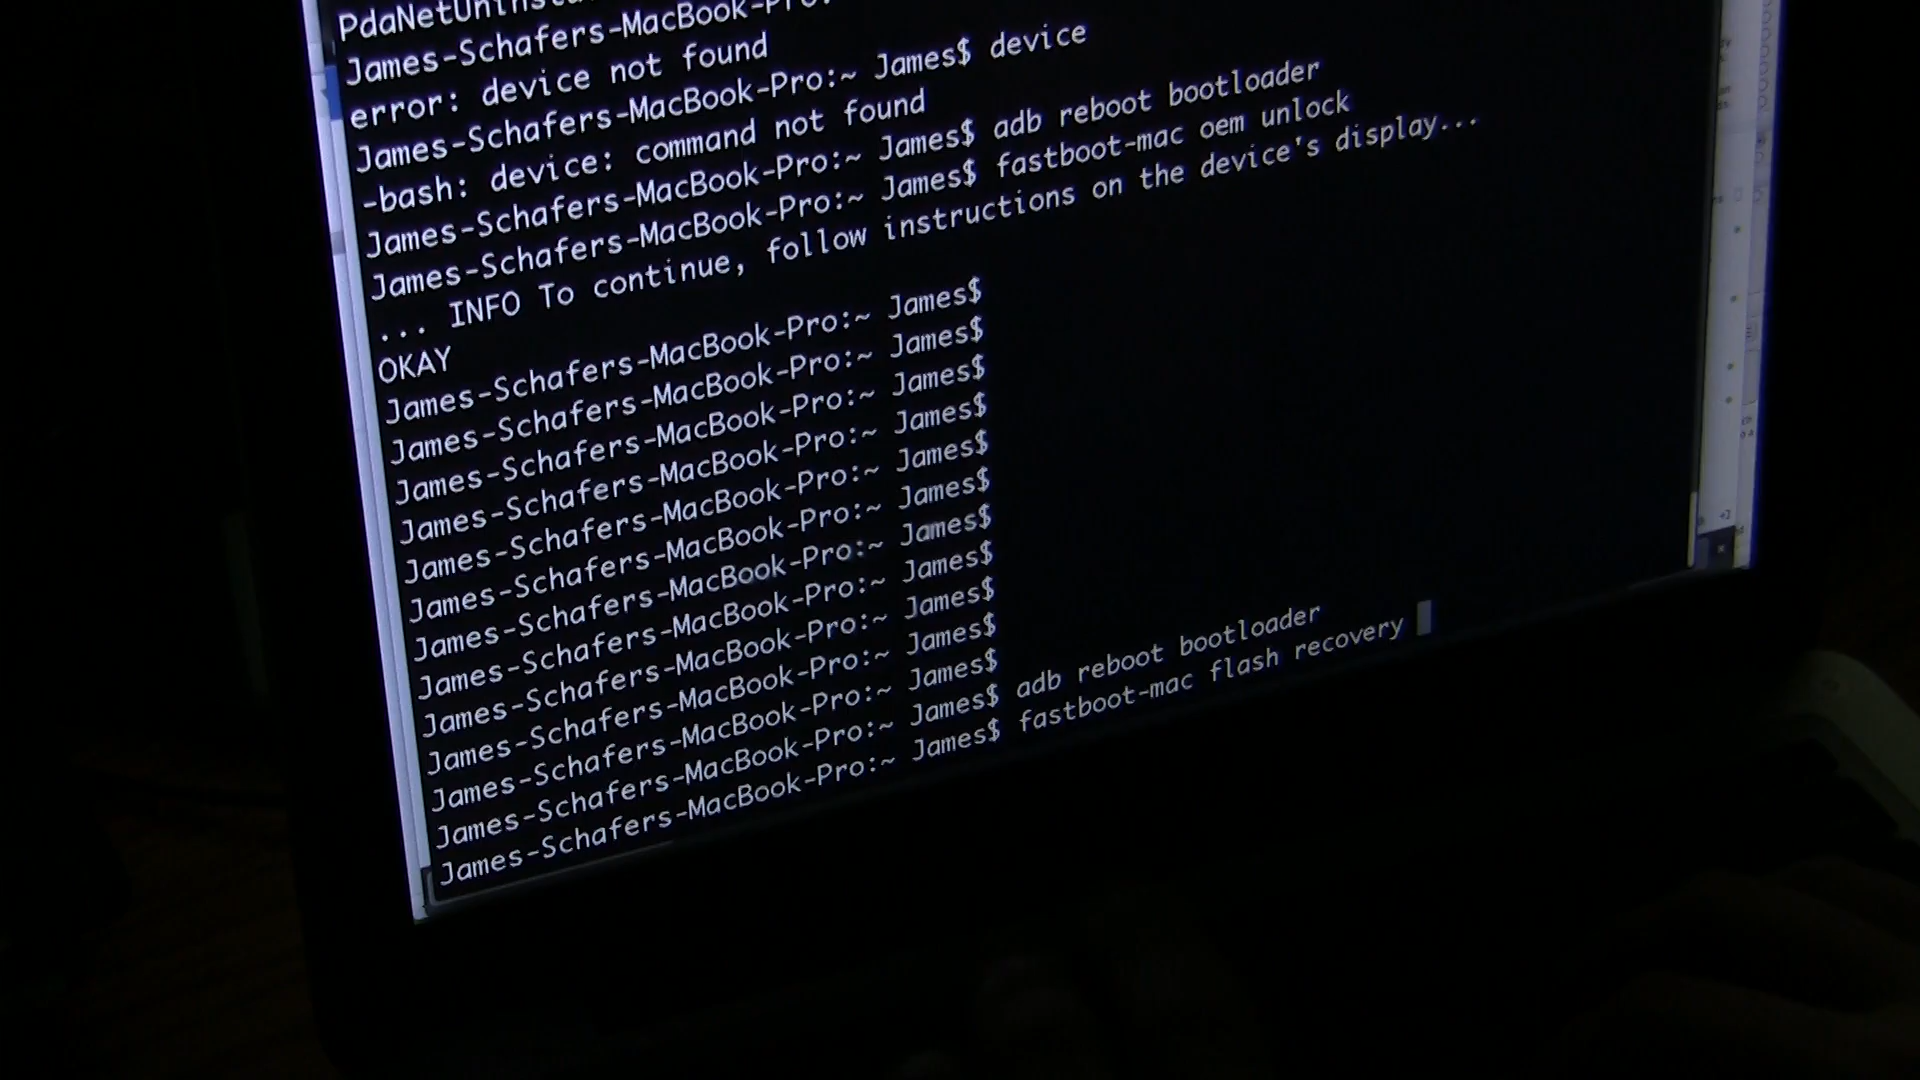 PdaNetUninst
James-Schafers-MacBook-Pro:
error: device not found
James-Schafers-MacBook-Pro:~ James$ device
-bash: device: command not found
James-Schafers-MacBook-Pro:~ James$ adb reboot bootloader
James-Schafers-MacBook-Pro:~ James$ fastboot-mac oem unlock
... INFO To continue, follow instructions on the device's display...
OKAY
James-Schafers-MacBook-Pro:~ James$
James-Schafers-MacBook-Pro:~ James$
James-Schafers-MacBook-Pro:~ James$
James-Schafers-MacBook-Pro:~ James$
James-Schafers-MacBook-Pro:~ James$
James-Schafers-MacBook-Pro:~ James$
James-Schafers-MacBook-Pro:~ James$
James-Schafers-MacBook-Pro:~ James$
James-Schafers-MacBook-Pro:~ James$
James-Schafers-MacBook-Pro:~ James$
James-Schafers-MacBook-Pro:~ James$
James-Schafers-MacBook-Pro:~ James$ adb reboot bootloader
James-Schafers-MacBook-Pro:~ James$ fastboot-mac flash recovery